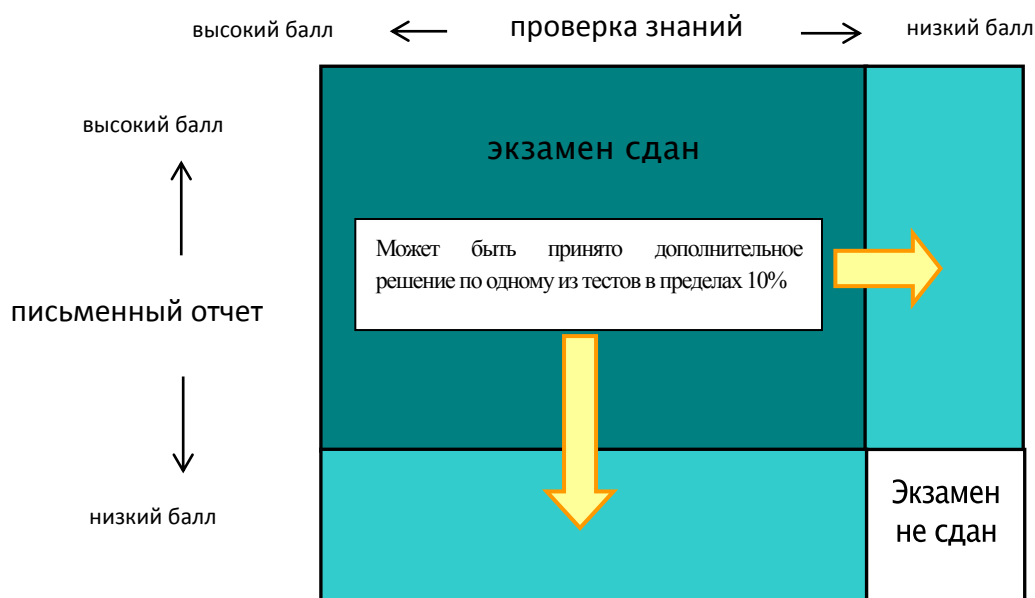 высокий балл
проверка знаний
низкий балл
высокий балл
экзамен сдан
Может быть принято дополнительное
решение по одному из тестов в пределах 10%
письменный отчет
низкий балл
Экзамен
не сдан